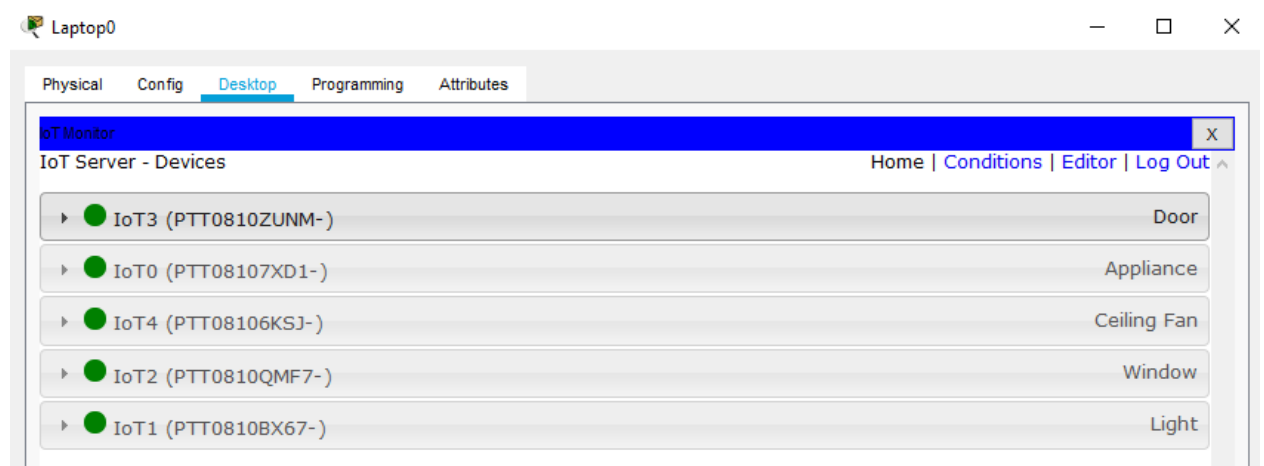 Laptop0
Physical Config Desktop Programming Attributes
IoT Monitor X
IoT Server - Devices Home | Conditions | Editor | Log Out
IoT3 (PTT0810ZUNM-) Door
IoT0 (PTT08107XD1-) Appliance
IoT4 (PTT08106KSJ-) Ceiling Fan
IoT2 (PTT0810QMF7-) Window
IoT1 (PTT0810BX67-) Light